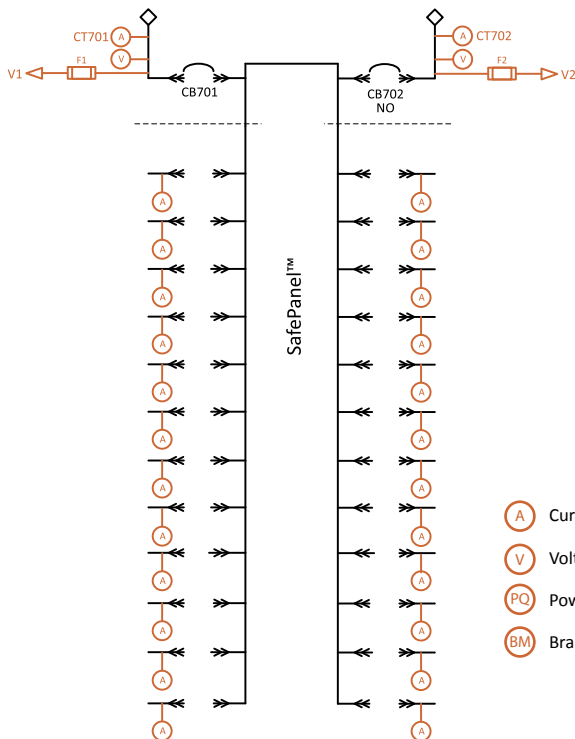 CT701 A
A CT702
V
V
F1
F2
V1
V2
CB701
CB702
NO
A A
A A
A A
A A
A A
A A
A A
A A
A A
A A
A A
A A
SafePanel™
A Cur
V Volt
PQ Pow
BM Bra